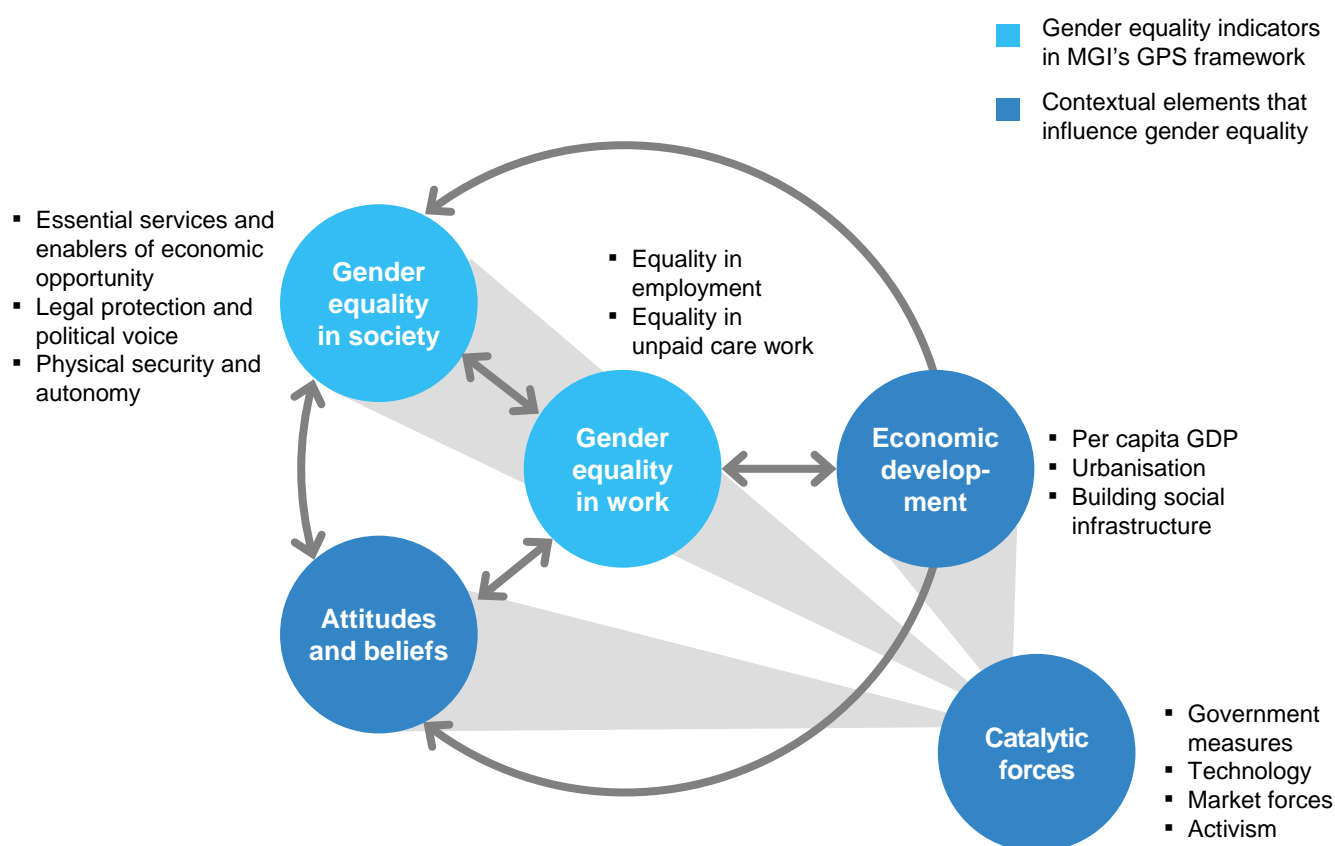 Gender equality indicators
in MGI's GPS framework
Contextual elements that
influence gender equality
▪ Essential services and
enablers of economic
opportunity
▪ Legal protection and
political voice
▪ Physical security and
autonomy
Gender
equality
in society
▪ Equality in
employment
▪ Equality in
unpaid care work
Gender
equality
in work
Economic
develop-
ment
▪ Per capita GDP
▪ Urbanisation
▪ Building social
infrastructure
Attitudes
and beliefs
Catalytic
forces
▪ Government
measures
▪ Technology
▪ Market forces
▪ Activism